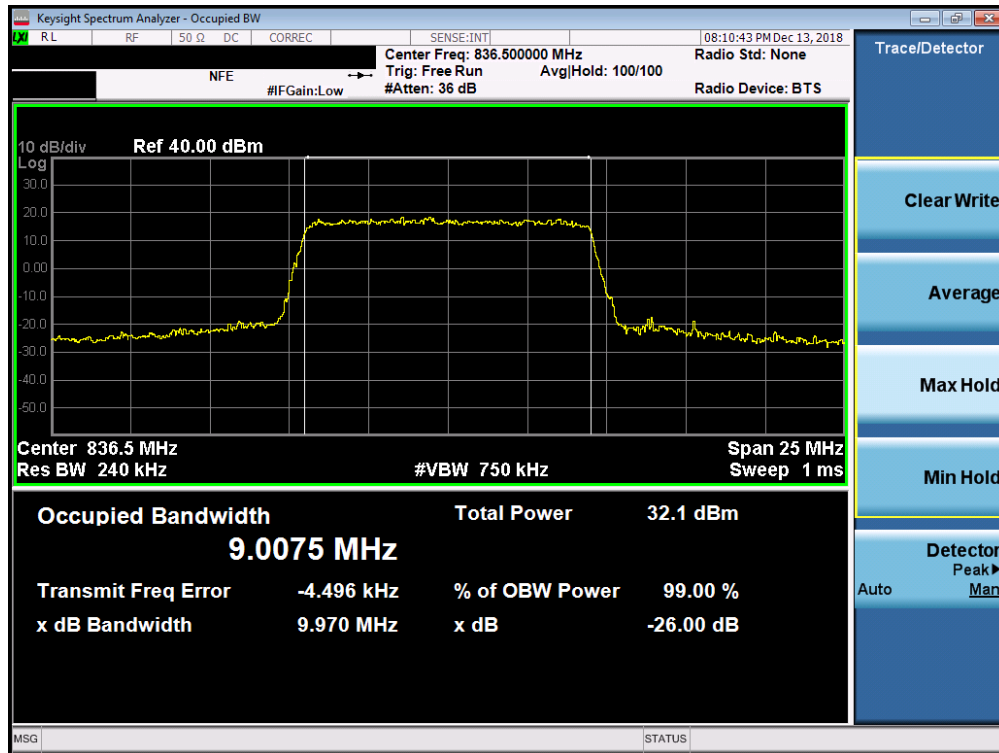 Keysight Spectrum Analyzer - Occupied BW
LXI RL RF 50 Ω DC CORREC SENSE:INT 08:10:43 PM Dec 13, 2018
Center Freq: 836.500000 MHz Radio Std: None
NFE Trig: Free Run Avg|Hold: 100/100
#IFGain:Low #Atten: 36 dB Radio Device: BTS
10 dB/div Ref 40.00 dBm
Log
30.0
20.0
10.0
0.00
-10.0
-20.0
-30.0
-40.0
-50.0
Center 836.5 MHz Span 25 MHz
Res BW 240 kHz #VBW 750 kHz Sweep 1 ms
Occupied Bandwidth Total Power 32.1 dBm
9.0075 MHz
Transmit Freq Error -4.496 kHz % of OBW Power 99.00 %
x dB Bandwidth 9.970 MHz x dB -26.00 dB
MSG STATUS
Trace/Detector
Clear Write
Average
Max Hold
Min Hold
Detector
Peak▶
Auto Man